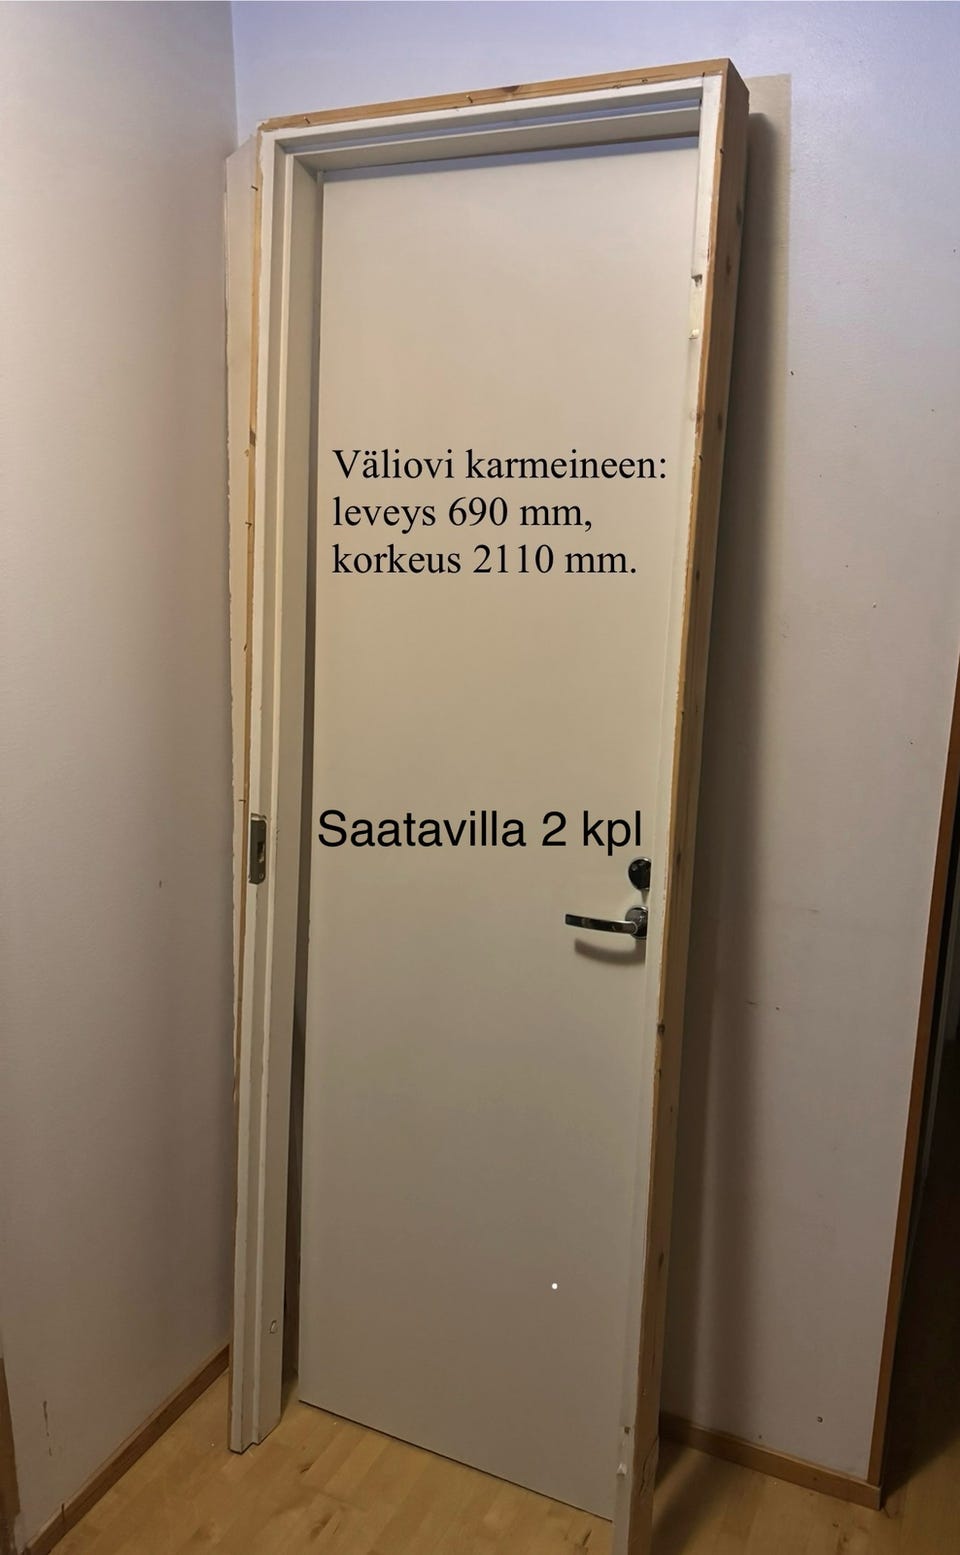 Väliovi karmeineen:
leveys 690 mm,
korkeus 2110 mm.
Saatavilla 2 kpl